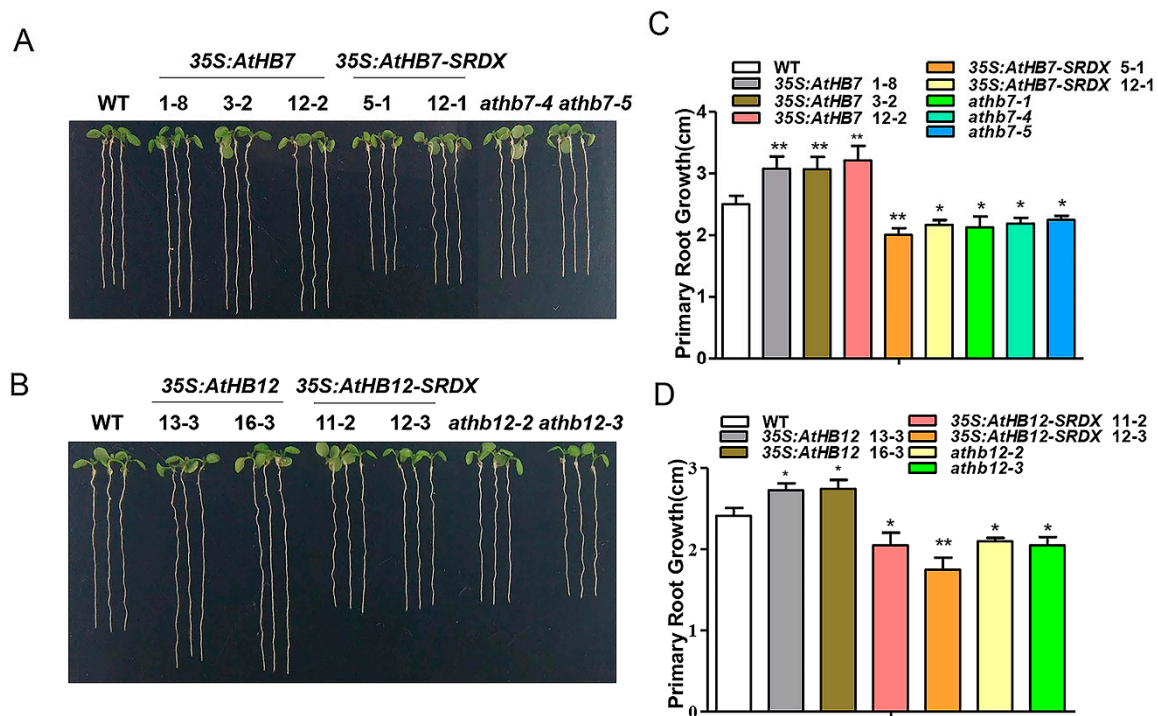 A
35S:AtHB7 35S:AtHB7-SRDX
WT 1-8 3-2 12-2 5-1 12-1 athb7-4 athb7-5
B
35S:AtHB12 35S:AtHB12-SRDX
WT 13-3 16-3 11-2 12-3 athb12-2 athb12-3
C
WT
35S:AtHB7 1-8
35S:AtHB7 3-2
35S:AtHB7 12-2
35S:AtHB7-SRDX 5-1
35S:AtHB7-SRDX 12-1
athb7-1
athb7-4
athb7-5
Primary Root Growth(cm)
4
3
2
1
0
** ** ** ** * * * *
D
WT
35S:AtHB12 13-3
35S:AtHB12 16-3
35S:AtHB12-SRDX 11-2
35S:AtHB12-SRDX 12-3
athb12-2
athb12-3
Primary Root Growth(cm)
3
2
1
0
* * * ** * *